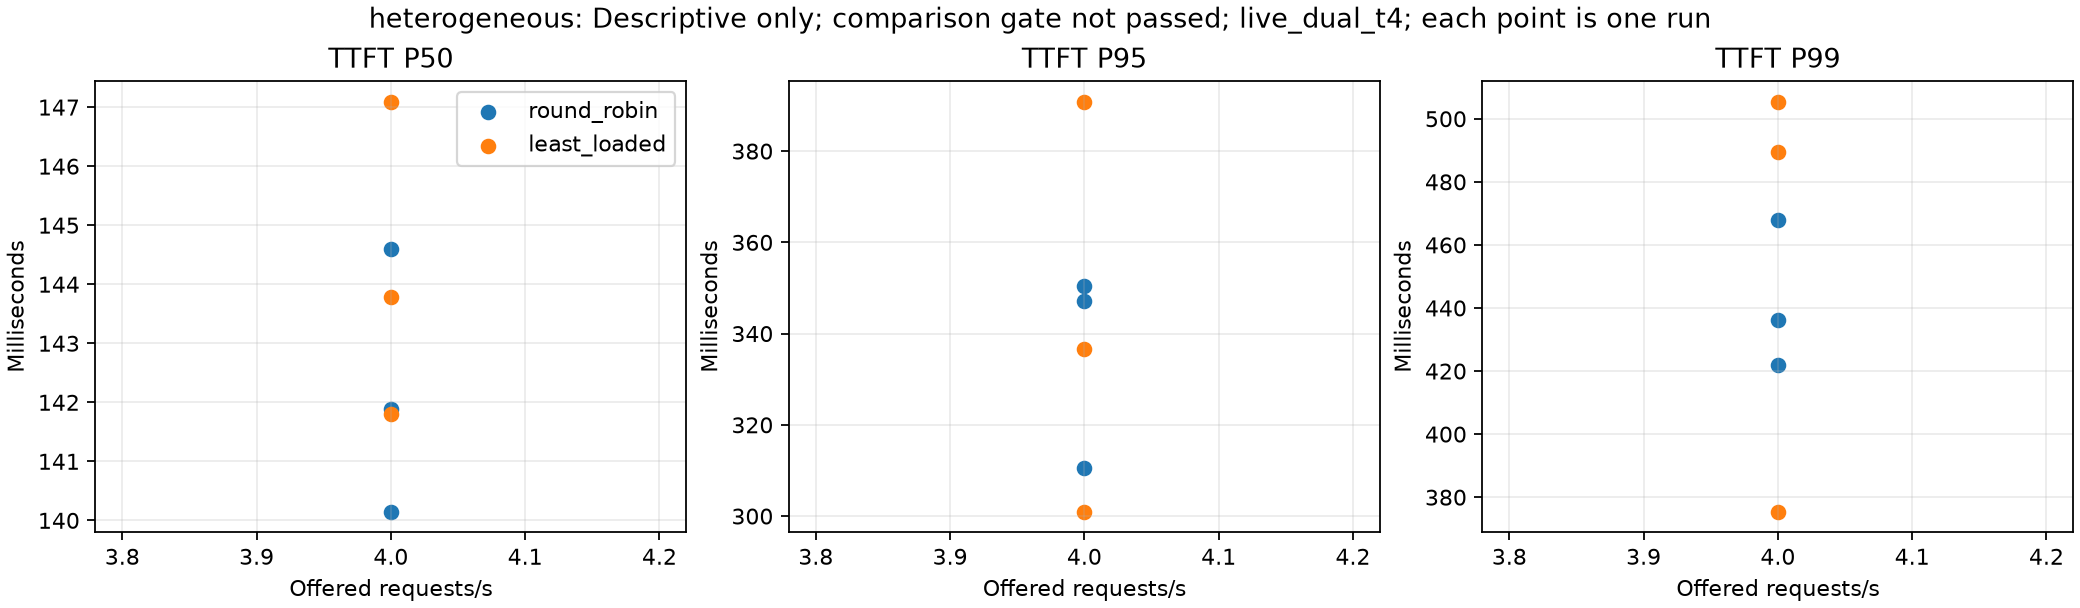 heterogeneous: Descriptive only; comparison gate not passed; live_dual_t4; each point is one run
TTFT P50
147
146
145
144
143
142
141
140
Milliseconds
round_robin
least_loaded
3.8 3.9 4.0 4.1 4.2
Offered requests/s
TTFT P95
380
360
340
320
300
Milliseconds
3.8 3.9 4.0 4.1 4.2
Offered requests/s
TTFT P99
500
480
460
440
420
400
380
Milliseconds
3.8 3.9 4.0 4.1 4.2
Offered requests/s